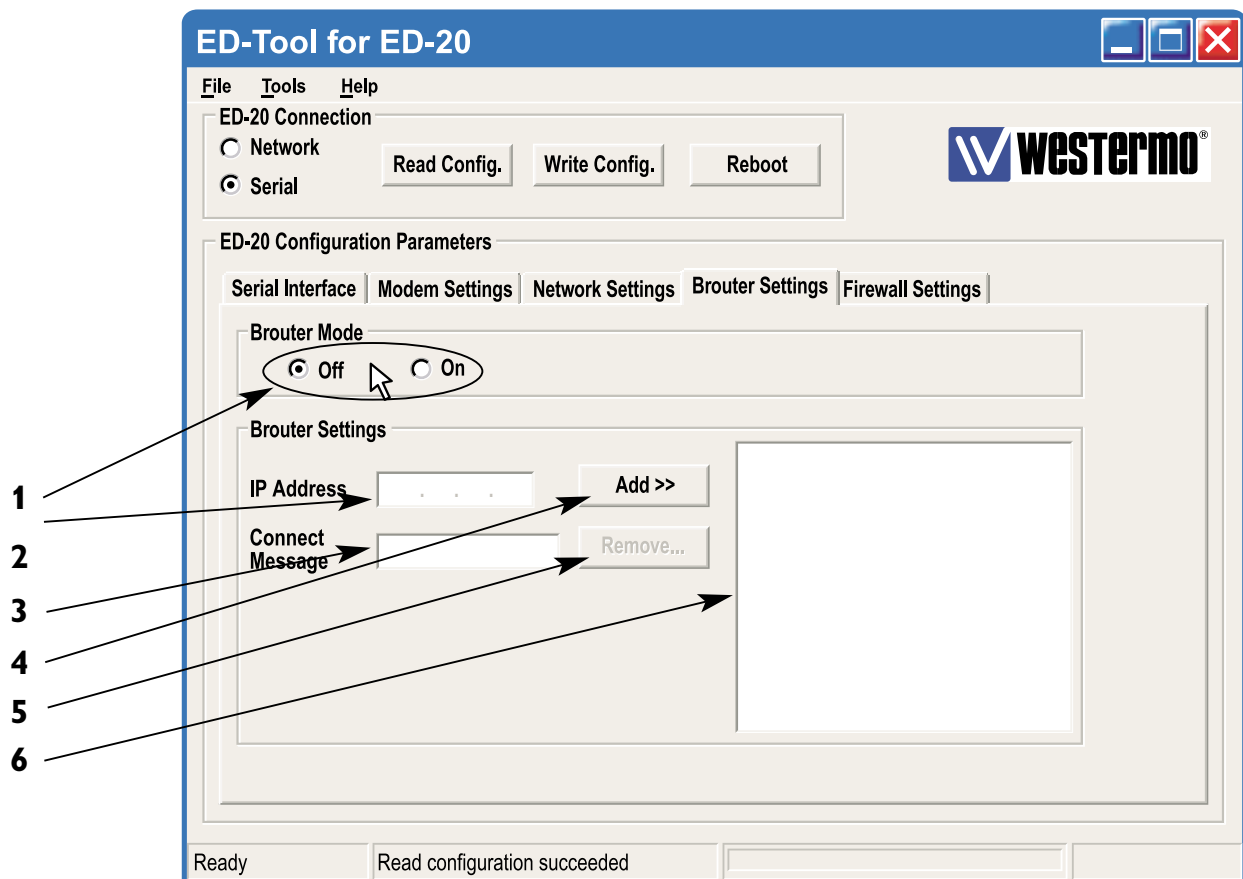 ED-Tool for ED-20
File Tools Help
ED-20 Connection
Network
Serial
Read Config. Write Config. Reboot
westermo®
ED-20 Configuration Parameters
Serial Interface Modem Settings Network Settings Brouter Settings Firewall Settings
Brouter Mode
Off On
Brouter Settings
IP Address . . . Add >>
Connect
Message
Remove...
1
2
3
4
5
6
Ready Read configuration succeeded